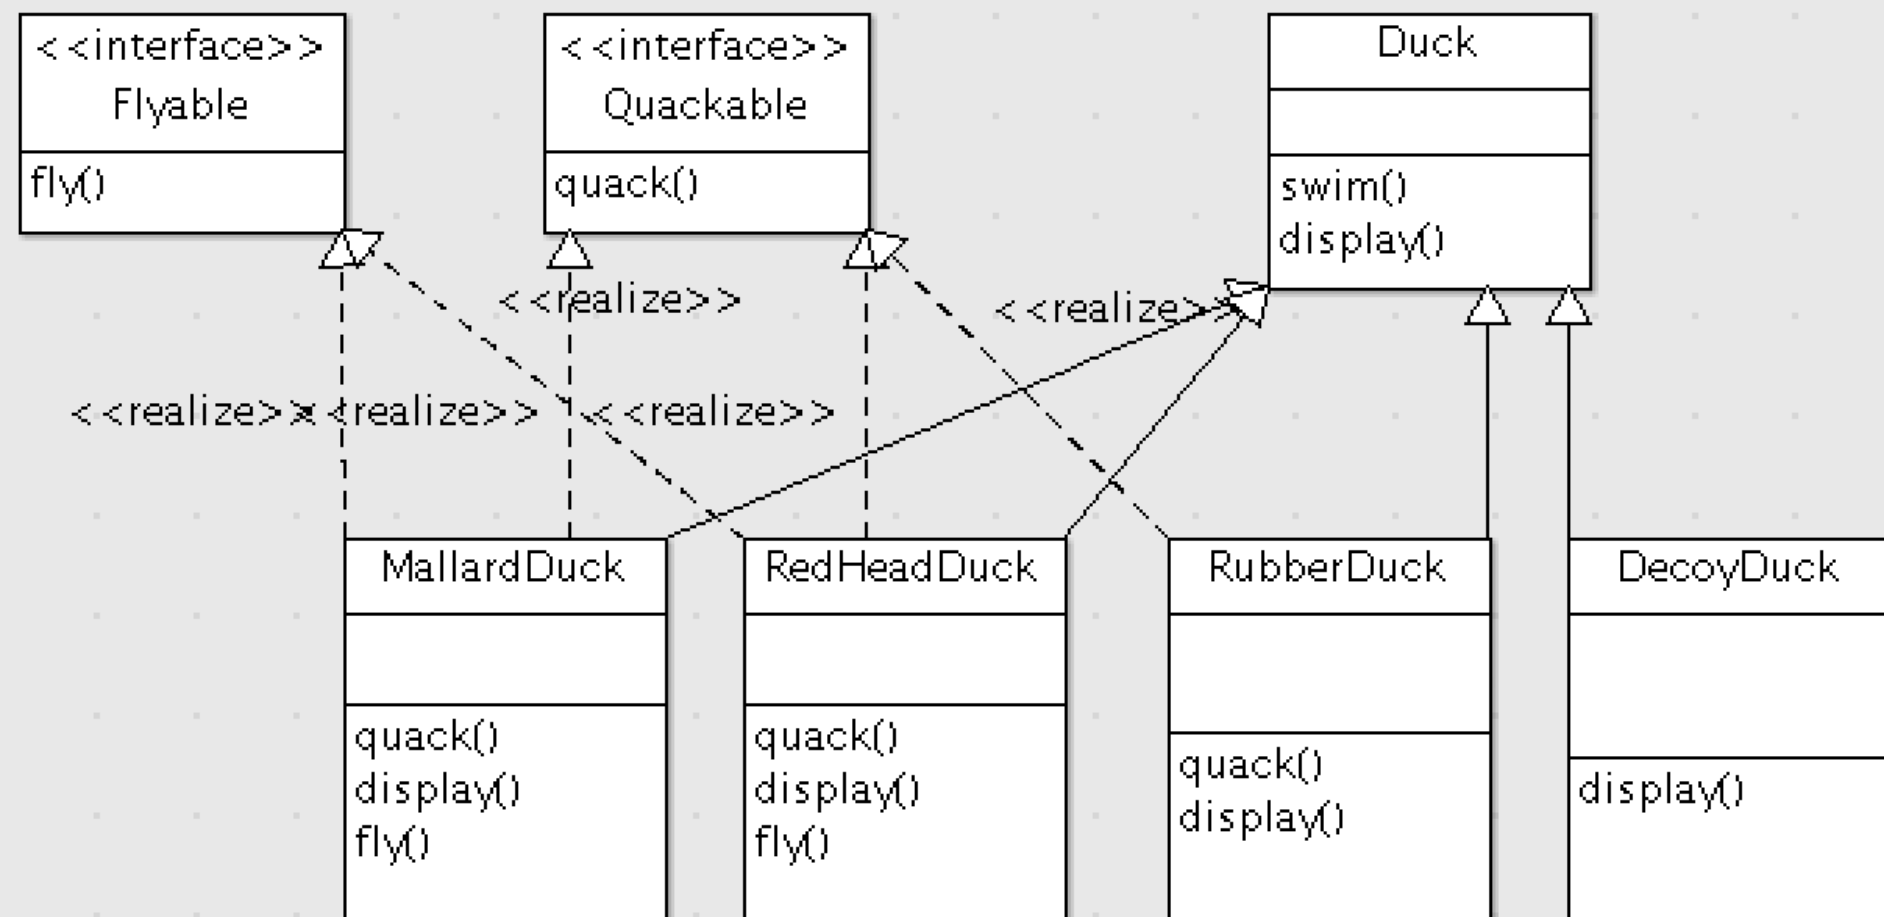 <<interface>>
Flyable
fly()
<<interface>>
Quackable
quack()
Duck
swim()
display()
<<realize>>
<<realize>>
<<realize>>
<<realize>>
<<realize>>
MallardDuck
quack()
display()
fly()
RedHeadDuck
quack()
display()
fly()
RubberDuck
quack()
display()
DecoyDuck
display()